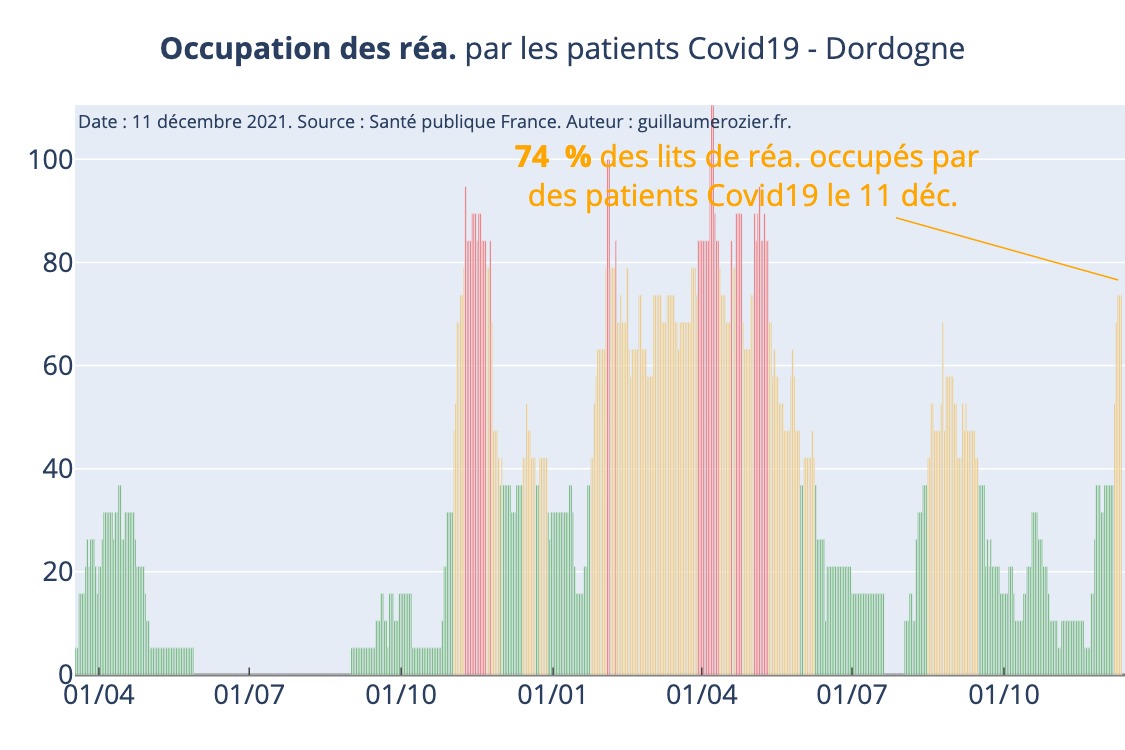 Occupation des réa. par les patients Covid19 - Dordogne
Date : 11 décembre 2021. Source : Santé publique France. Auteur : guillaumerozier.fr.
74 % des lits de réa. occupés par
des patients Covid19 le 11 déc.
100
80
60
40
20
0
01/04 01/07 01/10 01/01 01/04 01/07 01/10